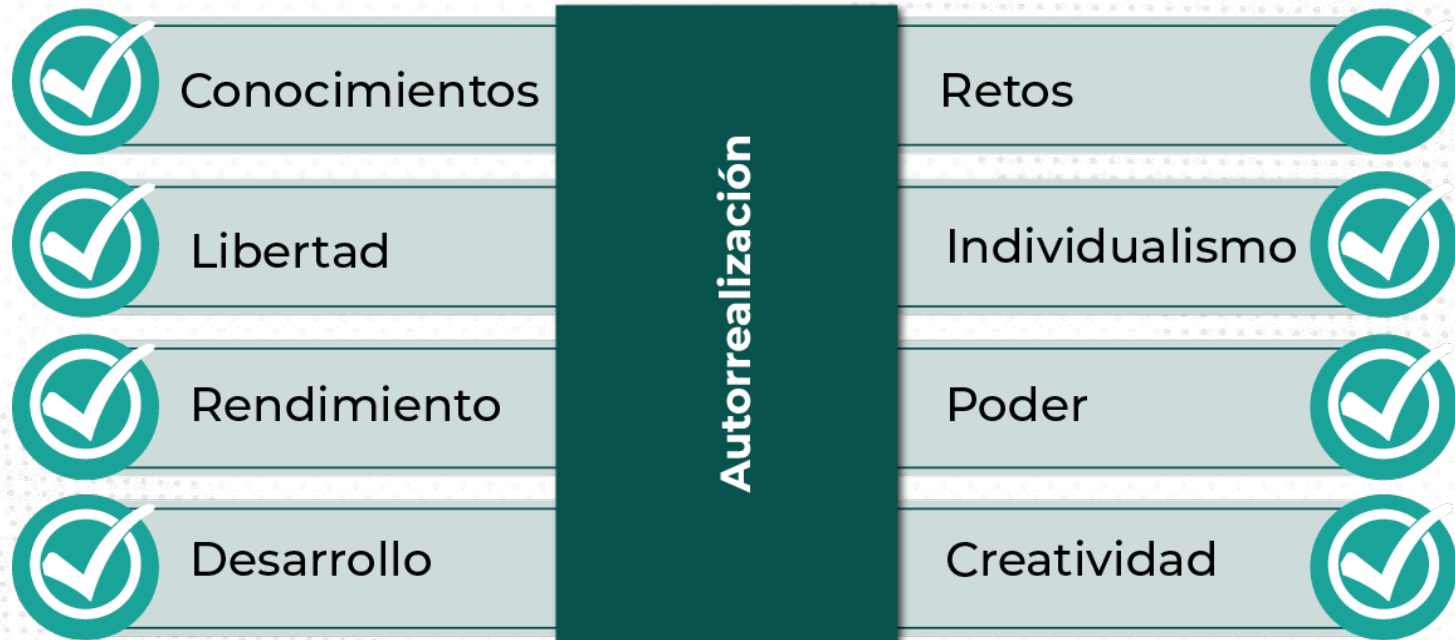 Conocimientos
Libertad
Rendimiento
Desarrollo
Autorrealización
Retos
Individualismo
Poder
Creatividad